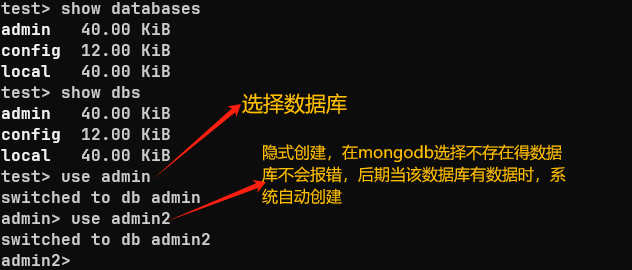 test> show databases
admin   40.00 KiB
config  12.00 KiB
local   40.00 KiB
test> show dbs
admin   40.00 KiB
config  12.00 KiB
local   40.00 KiB
test> use admin
switched to db admin
admin> use admin2
switched to db admin2
admin2>
选择数据库
隐式创建，在mongodb选择不存在得数据
库不会报错，后期当该数据库有数据时，系
统自动创建